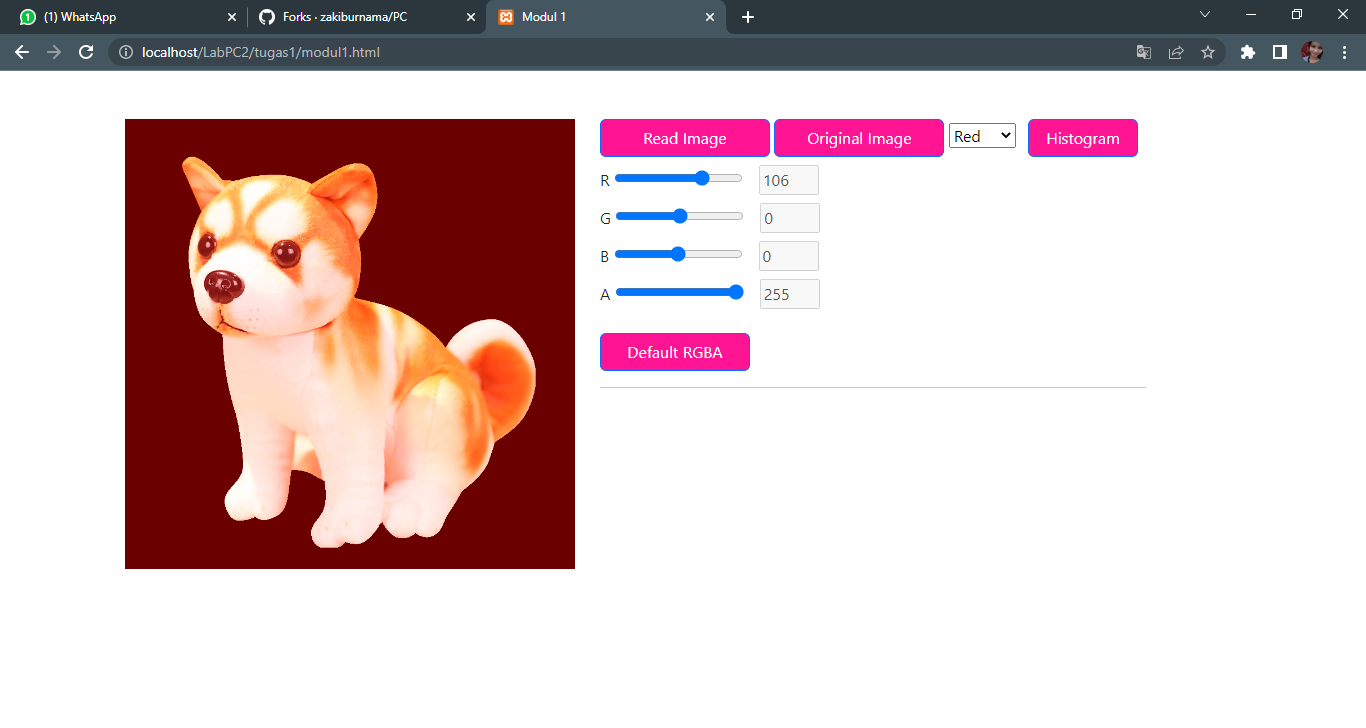 1 (1) WhatsApp
Forks · zakiburnama/PC
Modul 1
localhost/LabPC2/tugas1/modul1.html
Read Image Original Image Red Histogram
R 106
G 0
B 0
A 255
Default RGBA